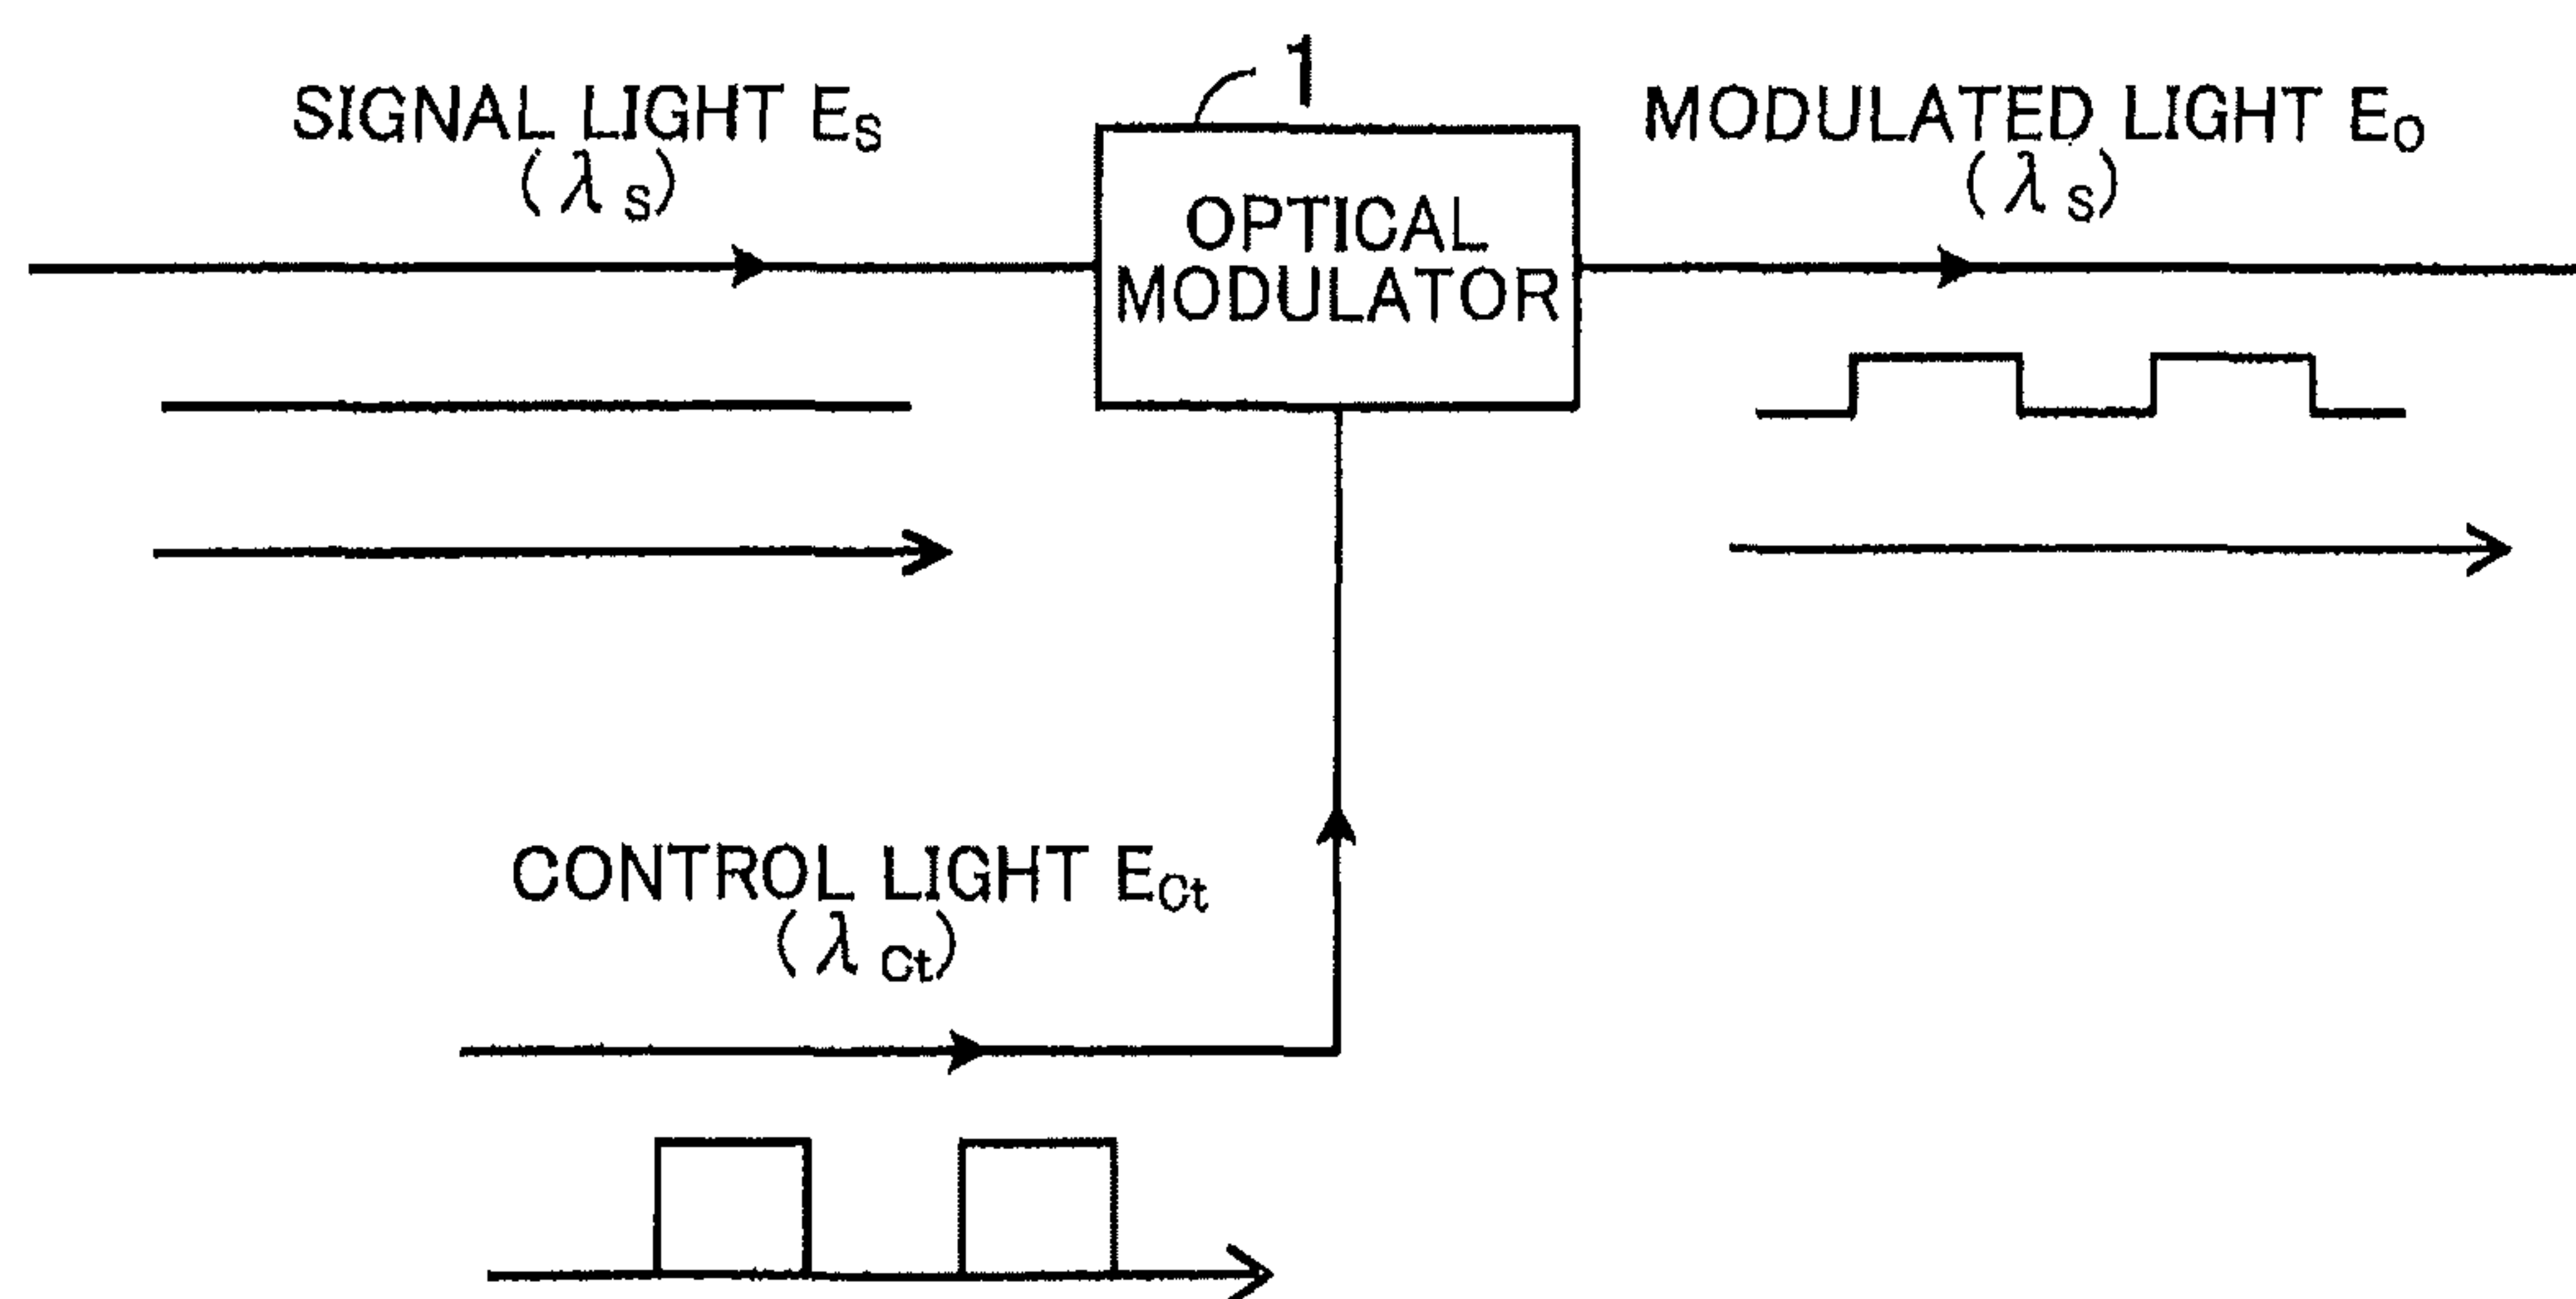 1
SIGNAL LIGHT ES
(λS)
OPTICAL
MODULATOR
MODULATED LIGHT EO
(λS)
CONTROL LIGHT ECt
(λCt)